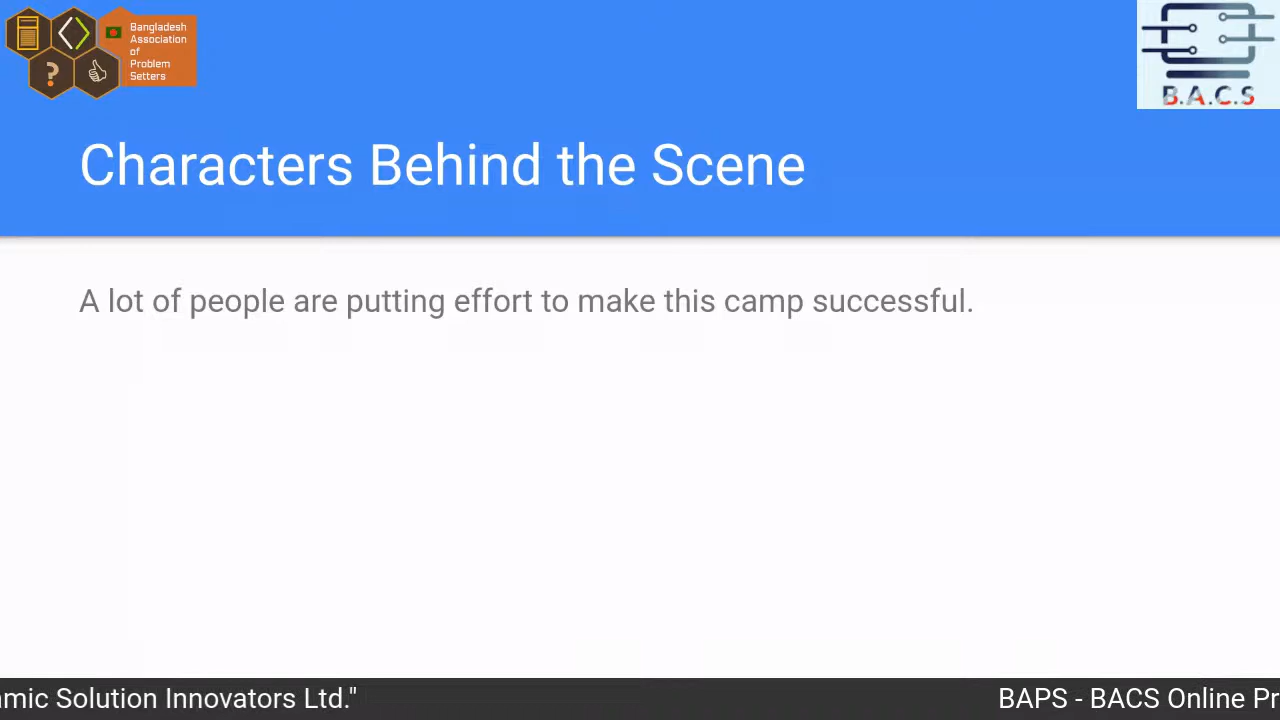 Bangladesh
Association
of
Problem
Setters
?
B.A.C.S
Characters Behind the Scene
A lot of people are putting effort to make this camp successful.
amic Solution Innovators Ltd." BAPS - BACS Online Pr